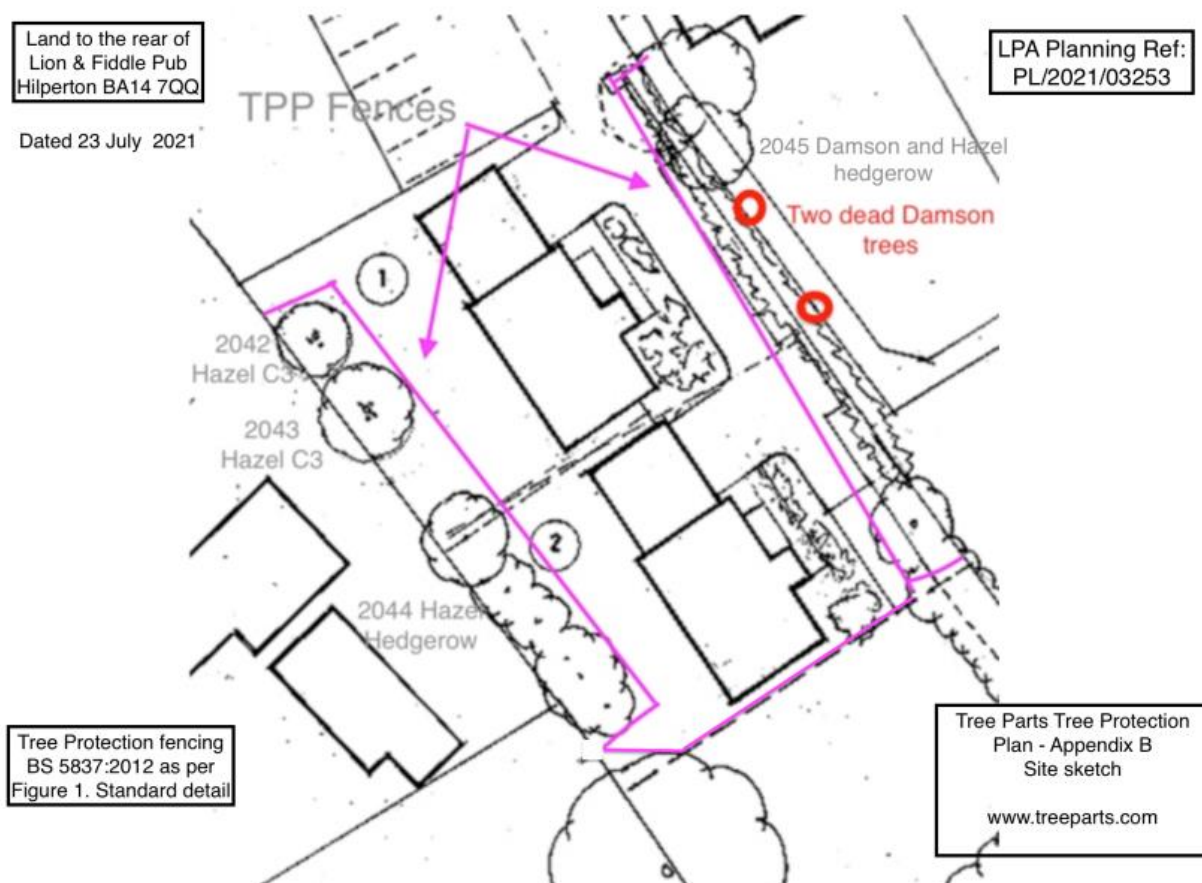 Land to the rear of
Lion & Fiddle Pub
Hilperton BA14 7QQ
LPA Planning Ref:
PL/2021/03253
Dated 23 July 2021
TPP Fences
2045 Damson and Hazel
hedgerow
Two dead Damson
trees
1
2042
Hazel C3
2043
Hazel C3
2
2044 Hazel
Hedgerow
Tree Protection fencing
BS 5837:2012 as per
Figure 1. Standard detail
Tree Parts Tree Protection
Plan - Appendix B
Site sketch
www.treeparts.com